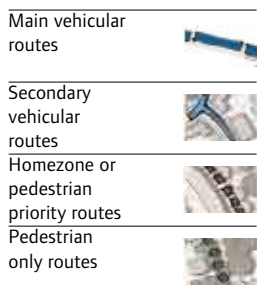 Main vehicular
routes
Secondary
vehicular
routes
Homezone or
pedestrian
priority routes
Pedestrian
only routes